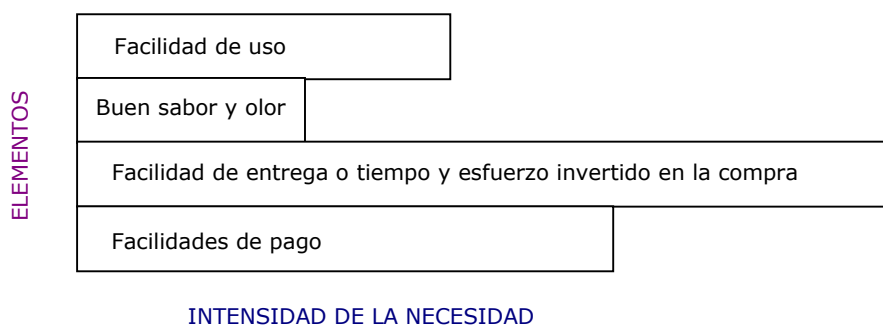 Facilidad de uso
Buen sabor y olor
ELEMENTOS
Facilidad de entrega o tiempo y esfuerzo invertido en la compra
Facilidades de pago
INTENSIDAD DE LA NECESIDAD